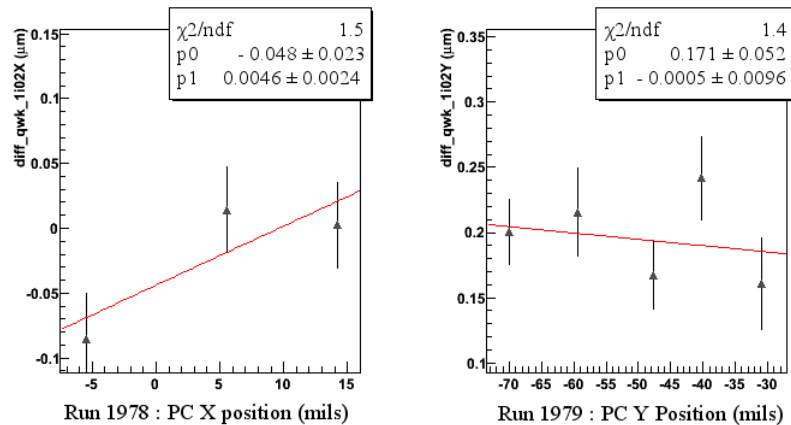 χ2/ndf 1.5
p0 - 0.048 ± 0.023
p1 0.0046 ± 0.0024
diff_qwk_1i02X (μm)
0.15
0.1
0.05
0
-0.05
-0.1
-5 0 5 10 15
Run 1978 : PC X position (mils)
χ2/ndf 1.4
p0 0.171 ± 0.052
p1 - 0.0005 ± 0.0096
diff_qwk_1i02Y (μm)
0.35
0.3
0.25
0.2
0.15
0.1
-70 -65 -60 -55 -50 -45 -40 -35 -30
Run 1979 : PC Y Position (mils)